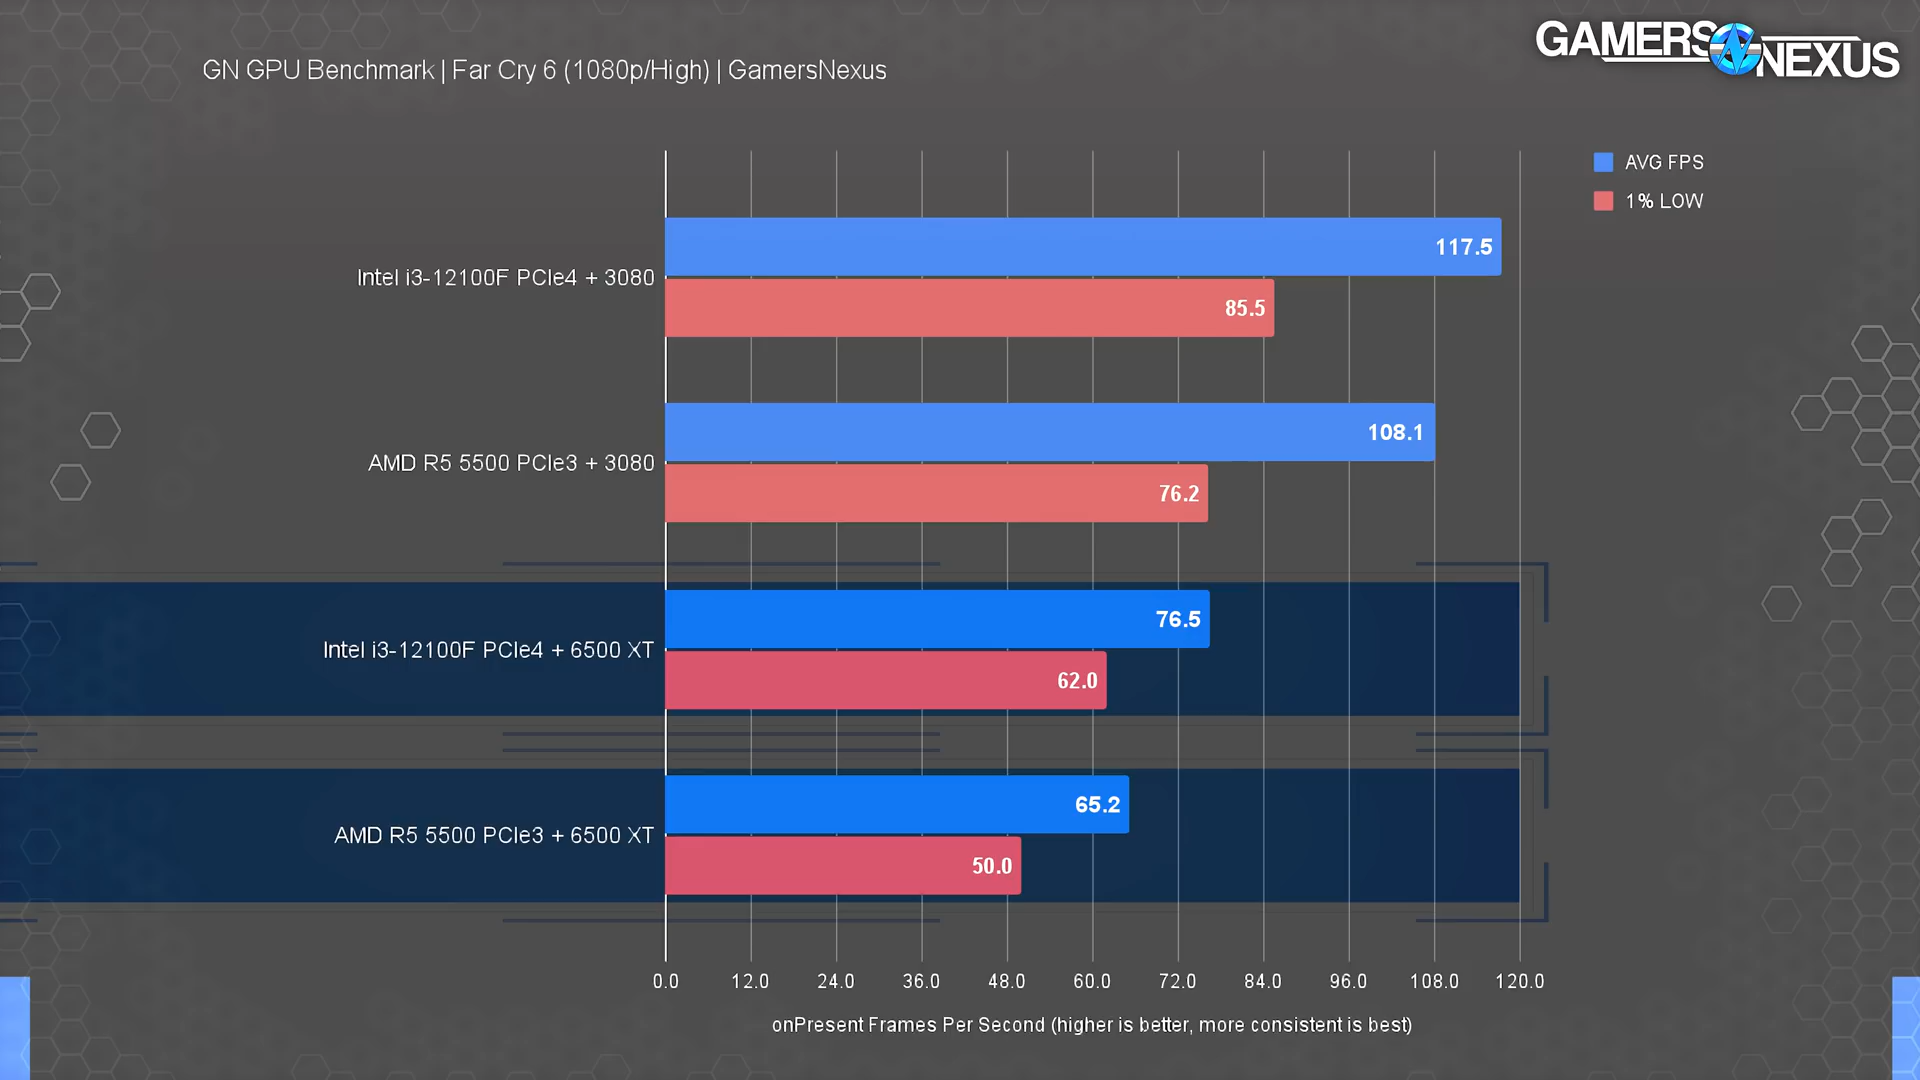 GAMERS NEXUS
GN GPU Benchmark | Far Cry 6 (1080p/High) | GamersNexus
AVG FPS
1% LOW
Intel i3-12100F PCIe4 + 3080
117.5
85.5
AMD R5 5500 PCIe3 + 3080
108.1
76.2
Intel i3-12100F PCIe4 + 6500 XT
76.5
62.0
AMD R5 5500 PCIe3 + 6500 XT
65.2
50.0
0.0 12.0 24.0 36.0 48.0 60.0 72.0 84.0 96.0 108.0 120.0
onPresent Frames Per Second (higher is better, more consistent is best)